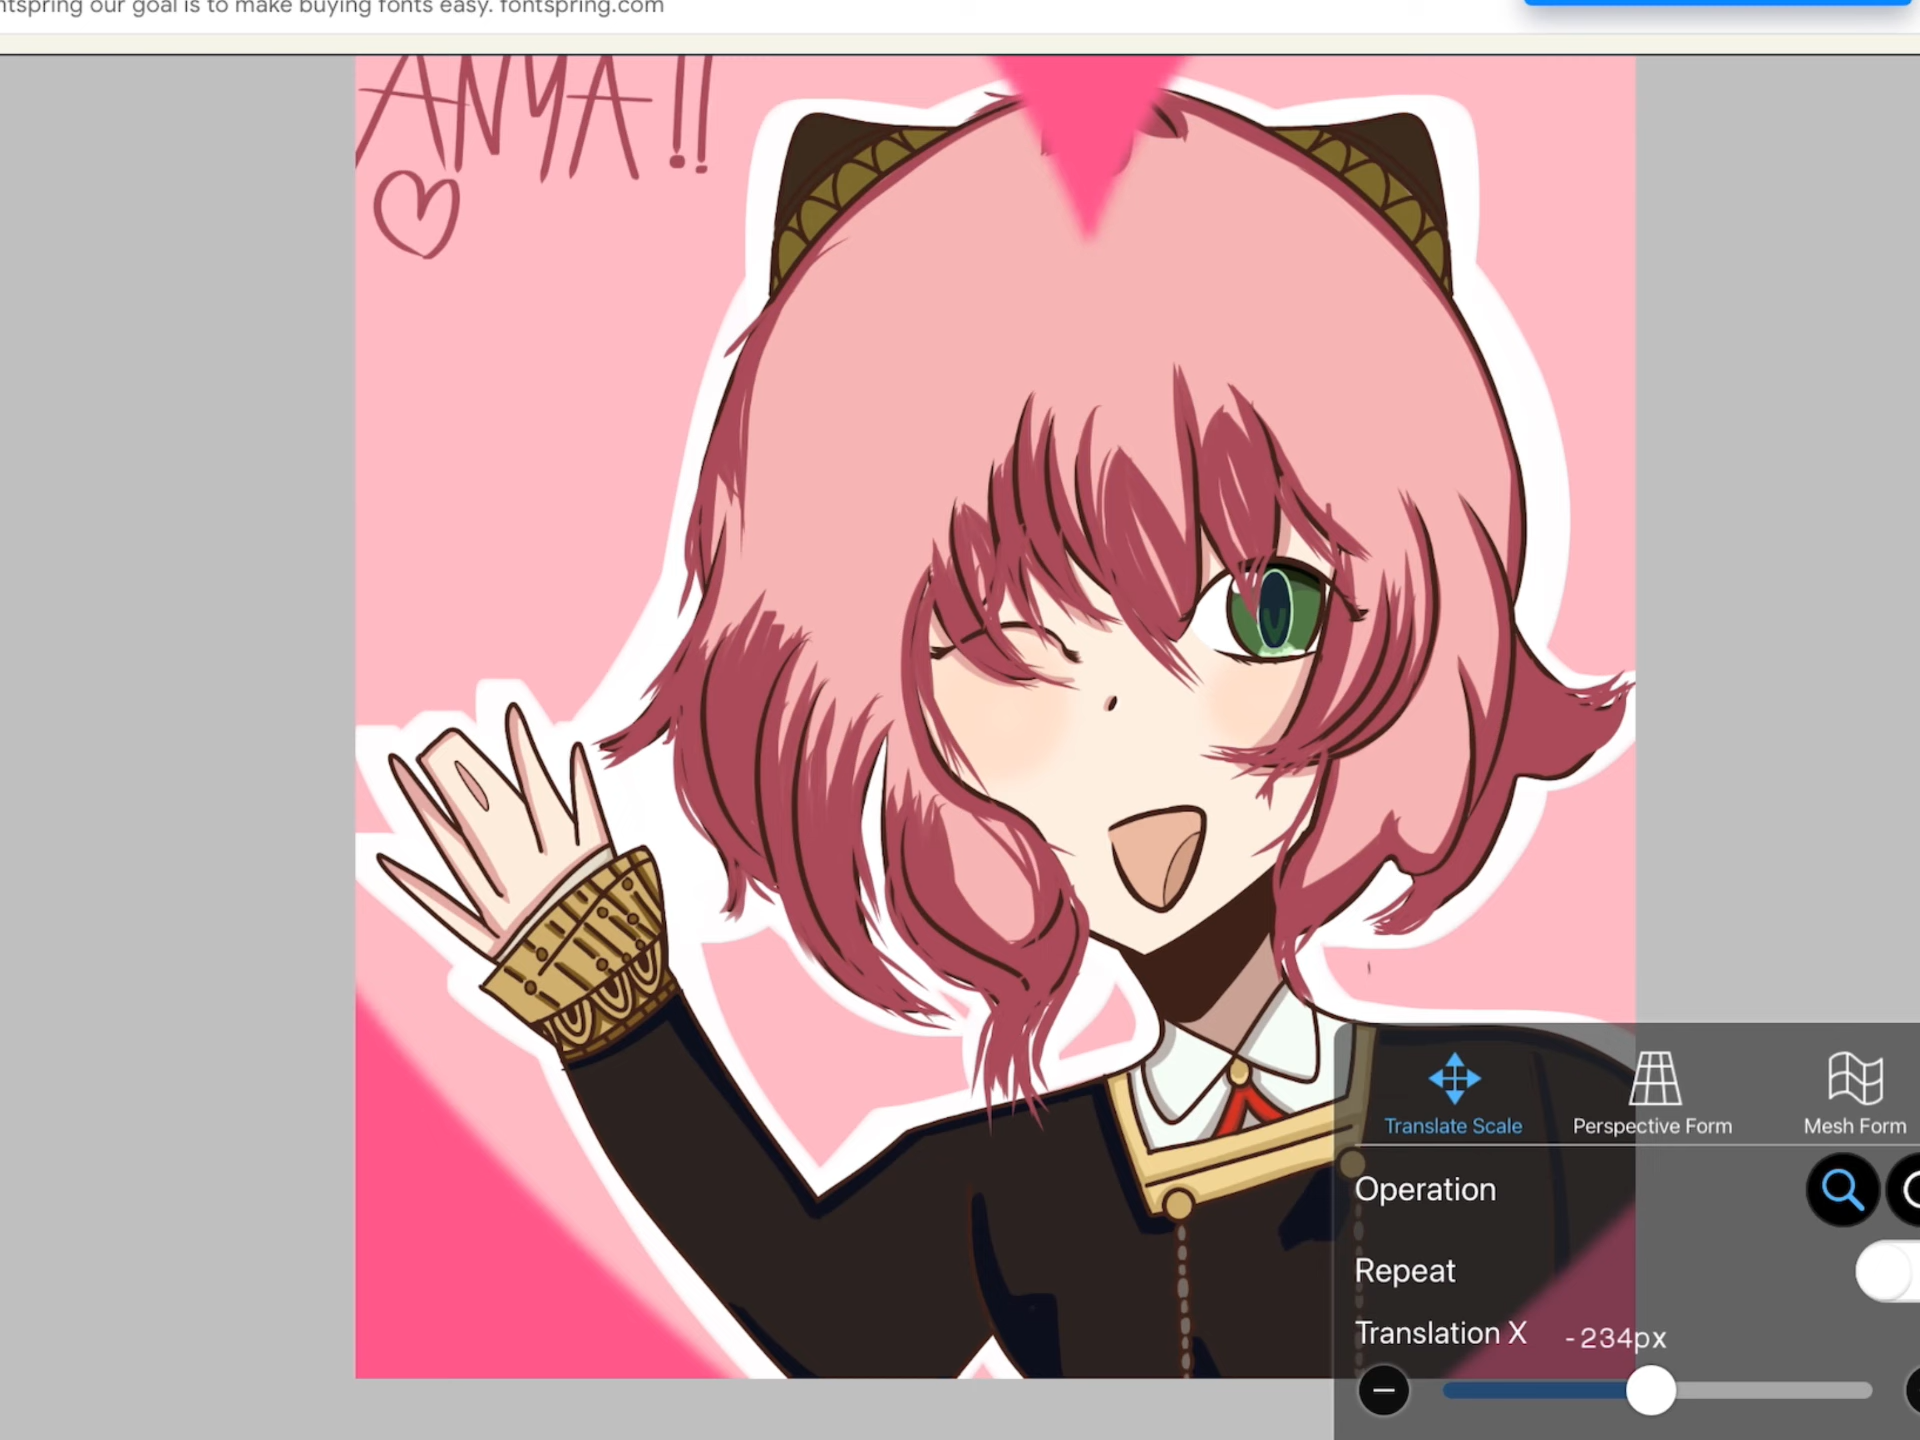 ntspring our goal is to make buying fonts easy. fontspring.com
ANYA!!
Translate Scale
Perspective Form
Mesh Form
Operation
Repeat
Translation X -234px